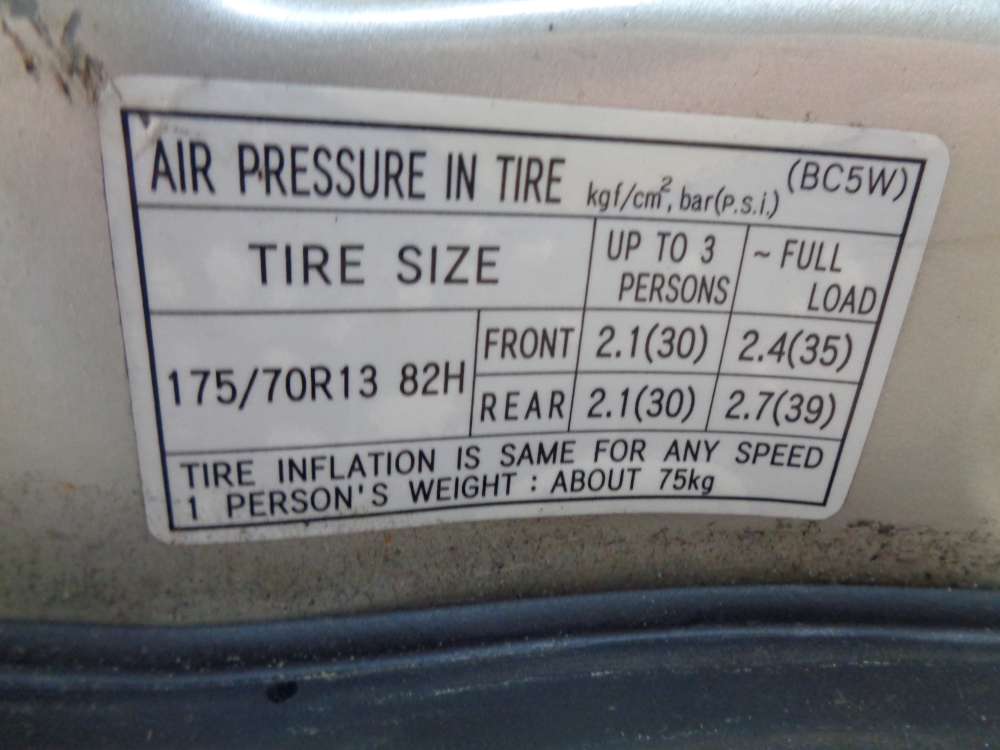 AIR PRESSURE IN TIRE kgf/cm², bar(P.S.I.) (BC5W)
TIRE SIZE UP TO 3 PERSONS ~ FULL LOAD
175/70R13 82H FRONT 2.1(30) 2.4(35)
REAR 2.1(30) 2.7(39)
TIRE INFLATION IS SAME FOR ANY SPEED
1 PERSON'S WEIGHT : ABOUT 75kg